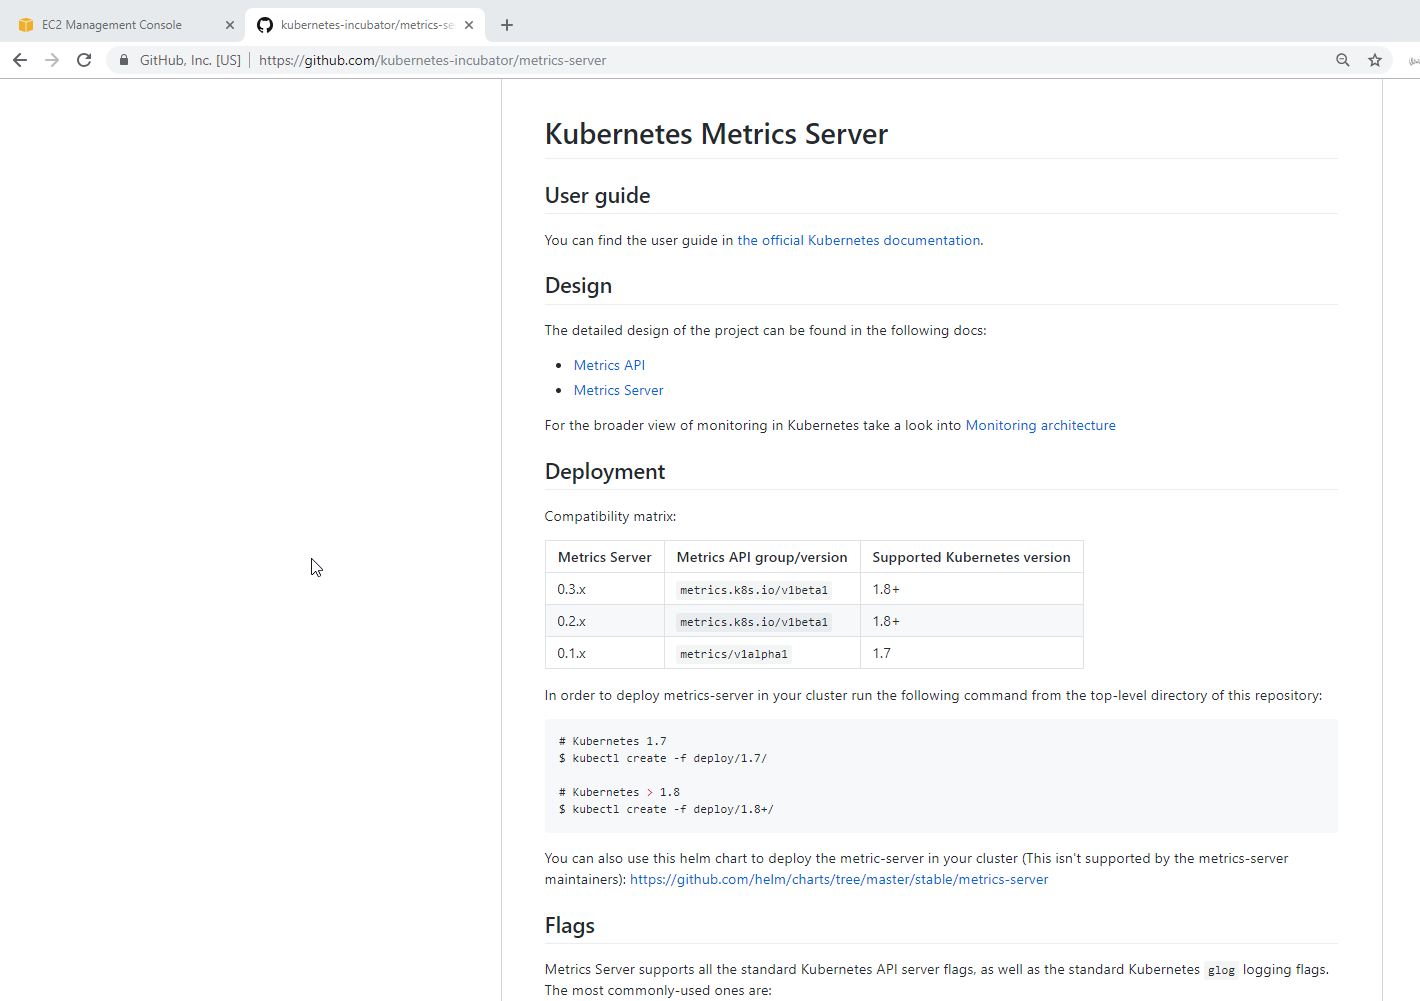 EC2 Management Console
kubernetes-incubator/metrics-se
GitHub, Inc. [US] https://github.com/kubernetes-incubator/metrics-server
Kubernetes Metrics Server
User guide
You can find the user guide in the official Kubernetes documentation.
Design
The detailed design of the project can be found in the following docs:
Metrics API
Metrics Server
For the broader view of monitoring in Kubernetes take a look into Monitoring architecture
Deployment
Compatibility matrix:
Metrics Server Metrics API group/version Supported Kubernetes version
0.3.x metrics.k8s.io/v1beta1 1.8+
0.2.x metrics.k8s.io/v1beta1 1.8+
0.1.x metrics/v1alpha1 1.7
In order to deploy metrics-server in your cluster run the following command from the top-level directory of this repository:
# Kubernetes 1.7
$ kubectl create -f deploy/1.7/
# Kubernetes > 1.8
$ kubectl create -f deploy/1.8+/
You can also use this helm chart to deploy the metric-server in your cluster (This isn't supported by the metrics-server
maintainers): https://github.com/helm/charts/tree/master/stable/metrics-server
Flags
Metrics Server supports all the standard Kubernetes API server flags, as well as the standard Kubernetes glog logging flags.
The most commonly-used ones are: